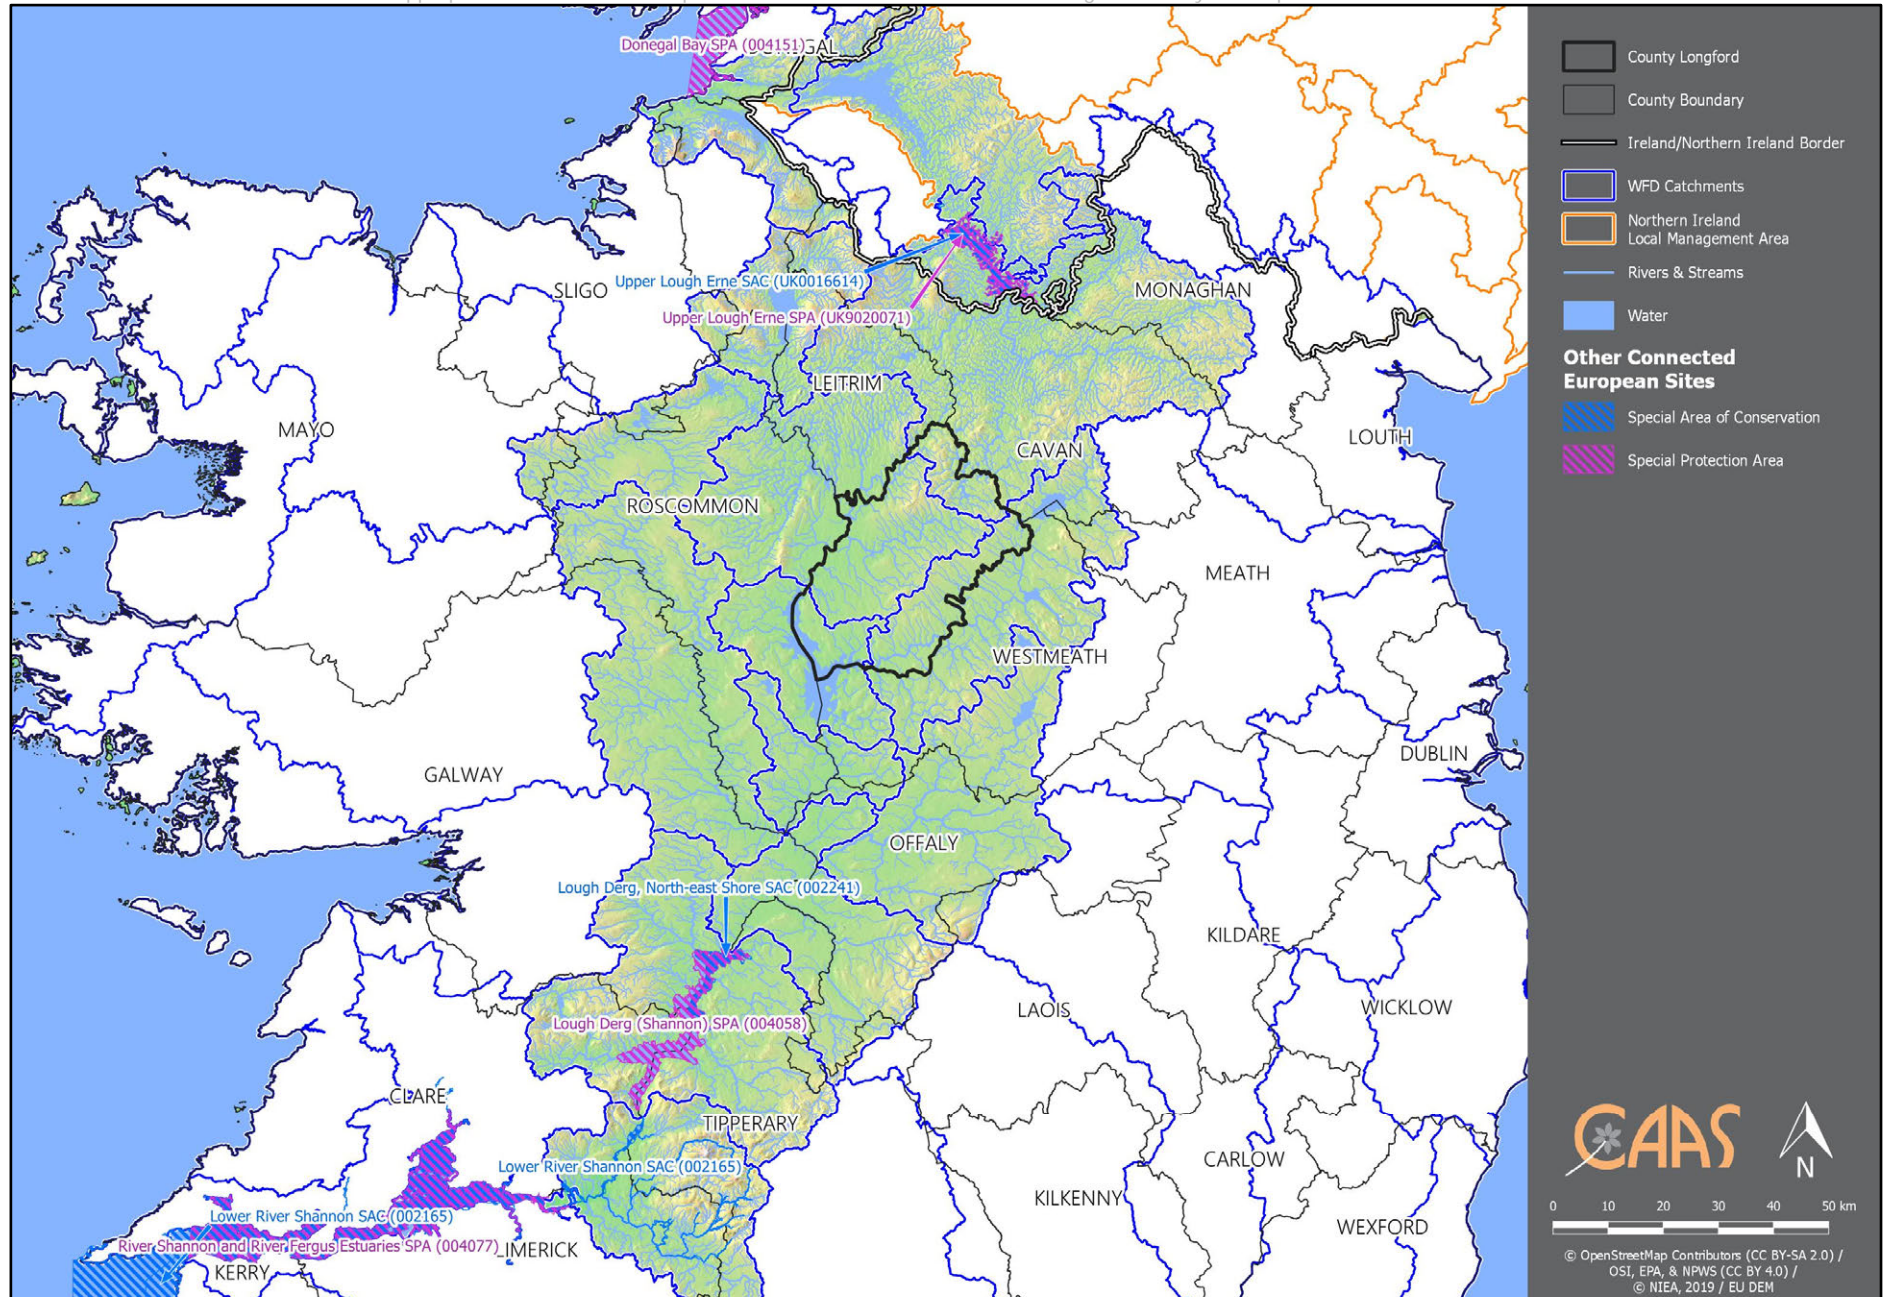 Donegal Bay SPA (004151)
Upper Lough Erne SAC (UK0016614)
SLIGO
MONAGHAN
Upper Lough Erne SPA (UK9020071)
LEITRIM
MAYO
LOUTH
CAVAN
ROSCOMMON
MEATH
WESTMEATH
DUBLIN
GALWAY
OFFALY
Lough Derg, North-east Shore SAC (002241)
KILDARE
WICKLOW
LAOIS
Lough Derg (Shannon) SPA (004058)
CLARE
TIPPERARY
CARLOW
Lower River Shannon SAC (002165)
KILKENNY
Lower River Shannon SAC (002165)
WEXFORD
River Shannon and River Fergus Estuaries SPA (004077)
IMERICK
KERRY
County Longford
County Boundary
Ireland/Northern Ireland Border
WFD Catchments
Northern Ireland
Local Management Area
Rivers & Streams
Water
Other Connected
European Sites
Special Area of Conservation
Special Protection Area
CAAS
N
0 10 20 30 40 50 km
© OpenStreetMap Contributors (CC BY-SA 2.0) /
OSI, EPA, & NPWS (CC BY 4.0) /
© NIEA, 2019 / EU DEM